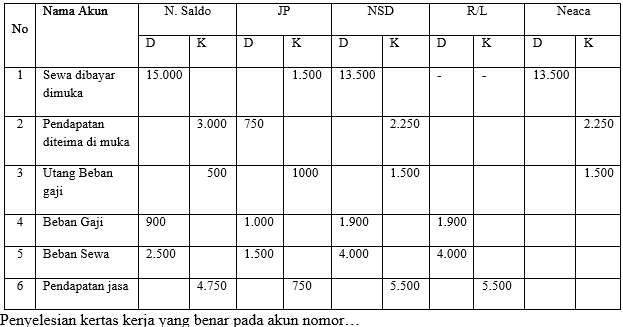 No Nama Akun N. Saldo JP NSD R/L Neaca
D K D K D K D K D K
1 Sewa dibayar 15.000 1.500 13.500 - - 13.500
dimuka
2 Pendapatan 3.000 750 2.250 2.250
diteima di muka
3 Utang Beban 500 1000 1.500 1.500
gaji
4 Beban Gaji 900 1.000 1.900 1.900
5 Beban Sewa 2.500 1.500 4.000 4.000
6 Pendapatan jasa 4.750 750 5.500 5.500
Penyelesian kertas kerja yang benar pada akun nomor…